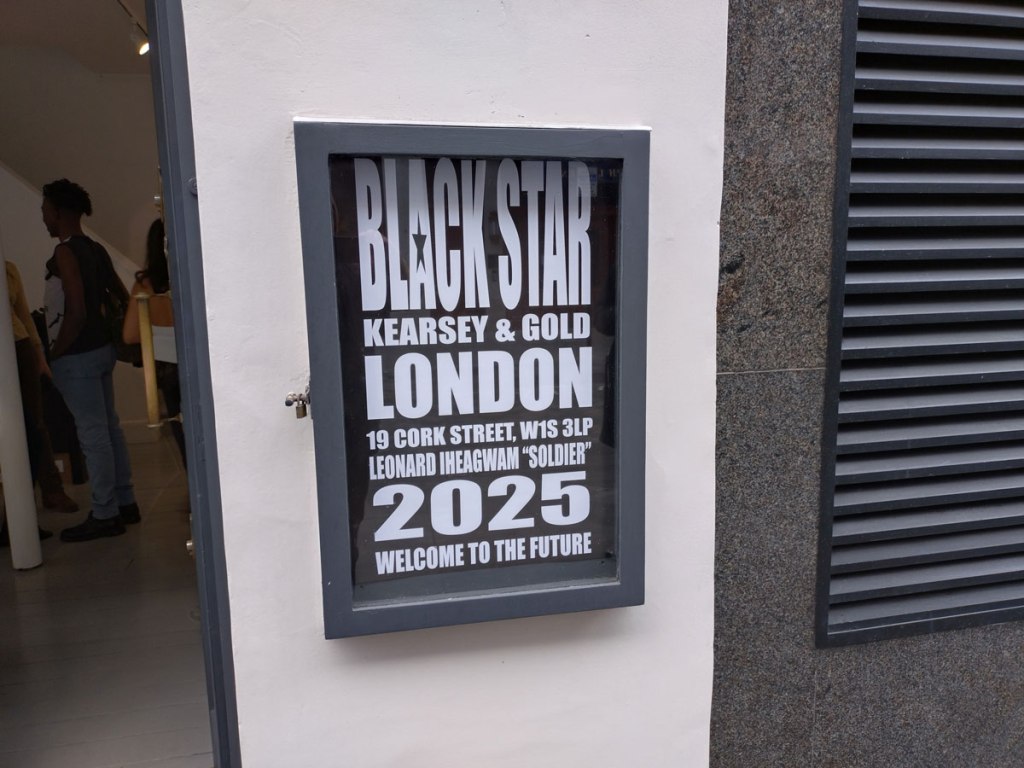 BLACK STAR
KEARSEY & GOLD
LONDON
19 CORK STREET, W1S 3LP
LEONARD IHEAGWAM "SOLDIER"
2025
WELCOME TO THE FUTURE